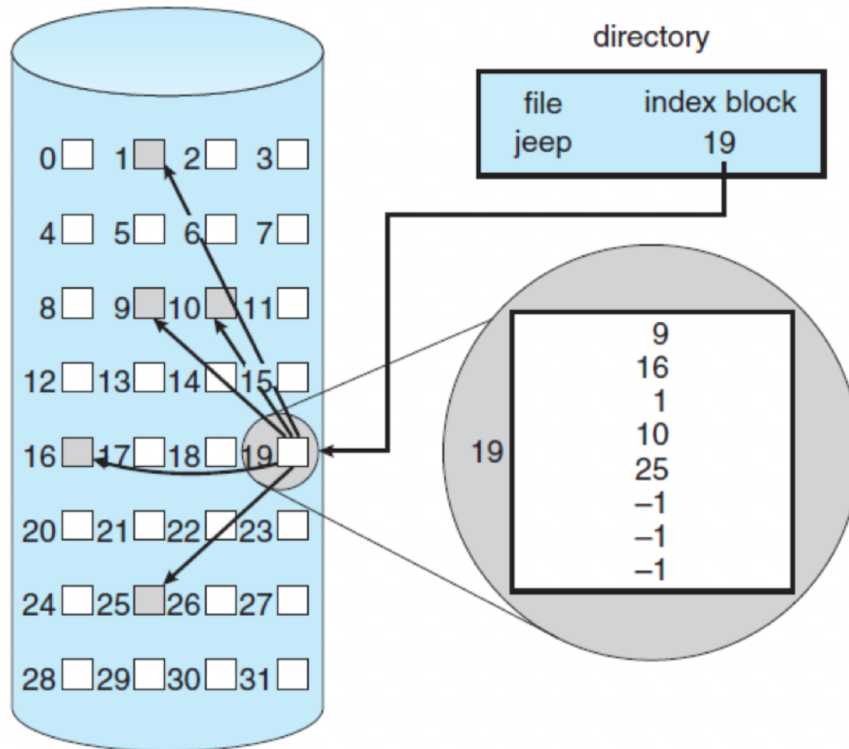 directory
file index block
jeep 19
0 1 2 3
4 5 6 7
8 9 10 11
12 13 14 15
16 17 18 19
20 21 22 23
24 25 26 27
28 29 30 31
19
9
16
1
10
25
–1
–1
–1